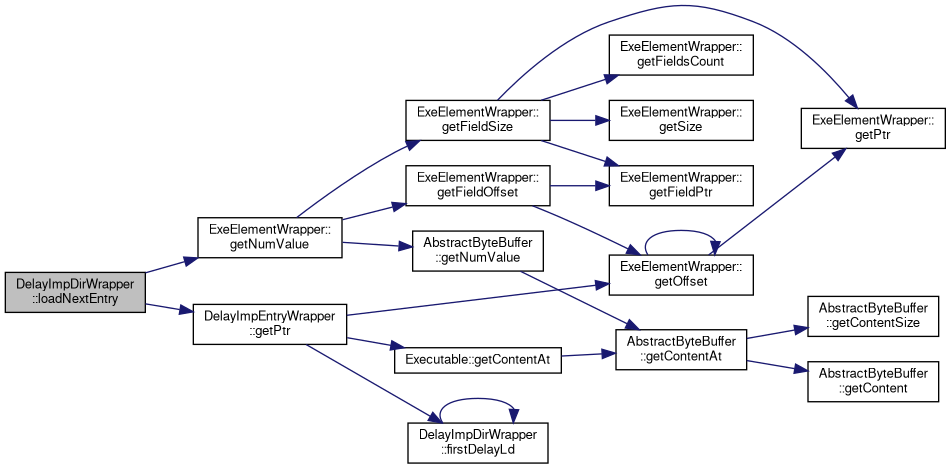 DelayImpDirWrapper
::loadNextEntry
ExeElementWrapper::
getNumValue
DelayImpEntryWrapper
::getPtr
ExeElementWrapper::
getFieldSize
ExeElementWrapper::
getFieldOffset
AbstractByteBuffer
::getNumValue
Executable::getContentAt
DelayImpDirWrapper
::firstDelayLd
ExeElementWrapper::
getFieldsCount
ExeElementWrapper::
getSize
ExeElementWrapper::
getFieldPtr
ExeElementWrapper::
getOffset
AbstractByteBuffer
::getContentAt
ExeElementWrapper::
getPtr
AbstractByteBuffer
::getContentSize
AbstractByteBuffer
::getContent